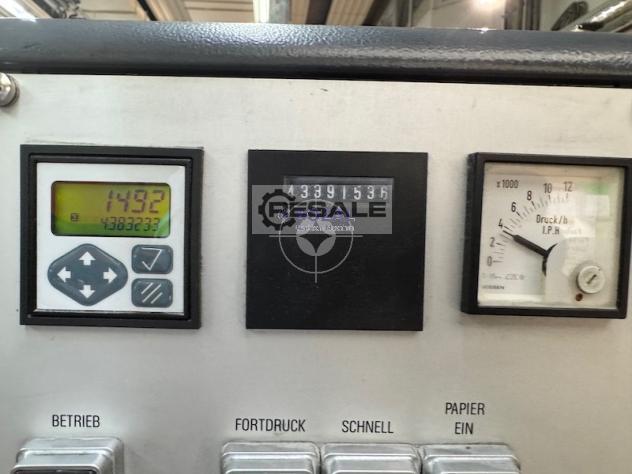 1492
4383233
43391536
RESALE
x1000
0
2
4
6
8
10
12
Druck/h
I.P.H
BETRIEB
FORTDRUCK
SCHNELL
PAPIER
EIN